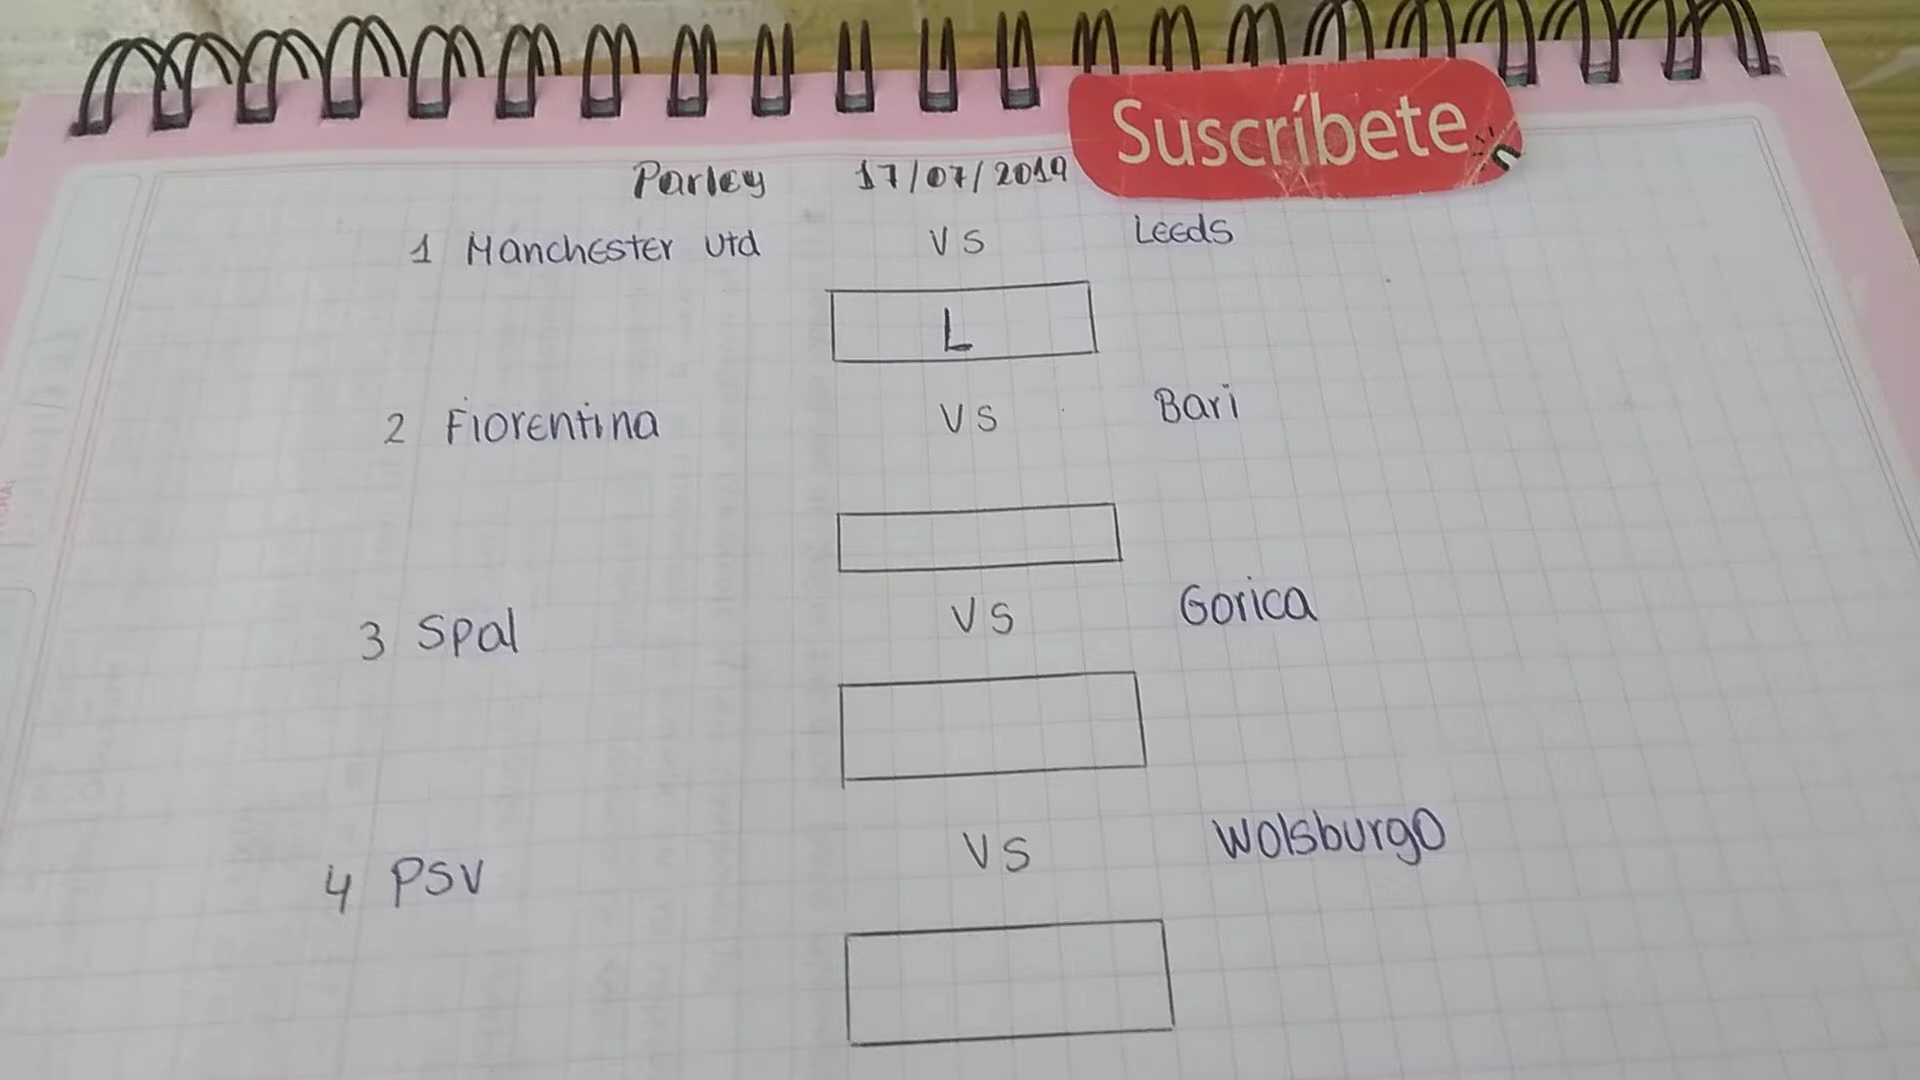 Suscríbete
Parley 17/07/2019
1 Manchester Utd VS Leeds
L
2 Fiorentina VS Bari
3 Spal VS Gorica
4 PSV VS Wolsburgo